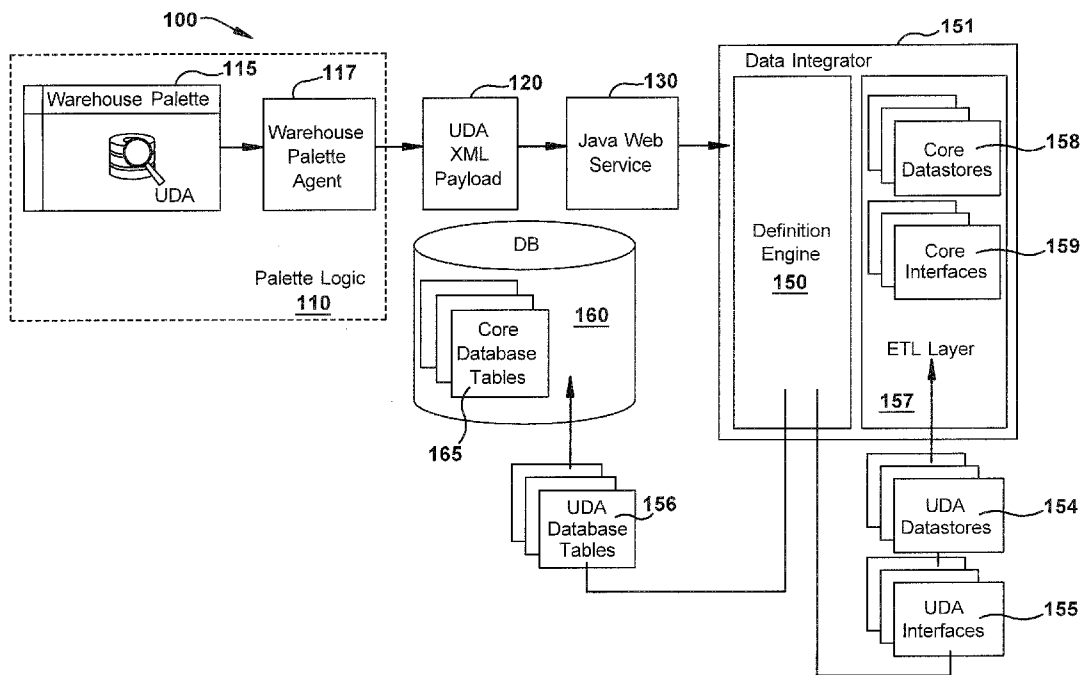 100
151
115
117
120
130
Data Integrator
Warehouse Palette
UDA
Warehouse
Palette
Agent
UDA
XML
Payload
Java Web
Service
Core
Datastores
158
Definition
Engine
150
Core
Interfaces
159
Palette Logic
110
DB
160
Core
Database
Tables
165
ETL Layer
157
UDA
Database
Tables
156
UDA
Datastores
154
UDA
Interfaces
155